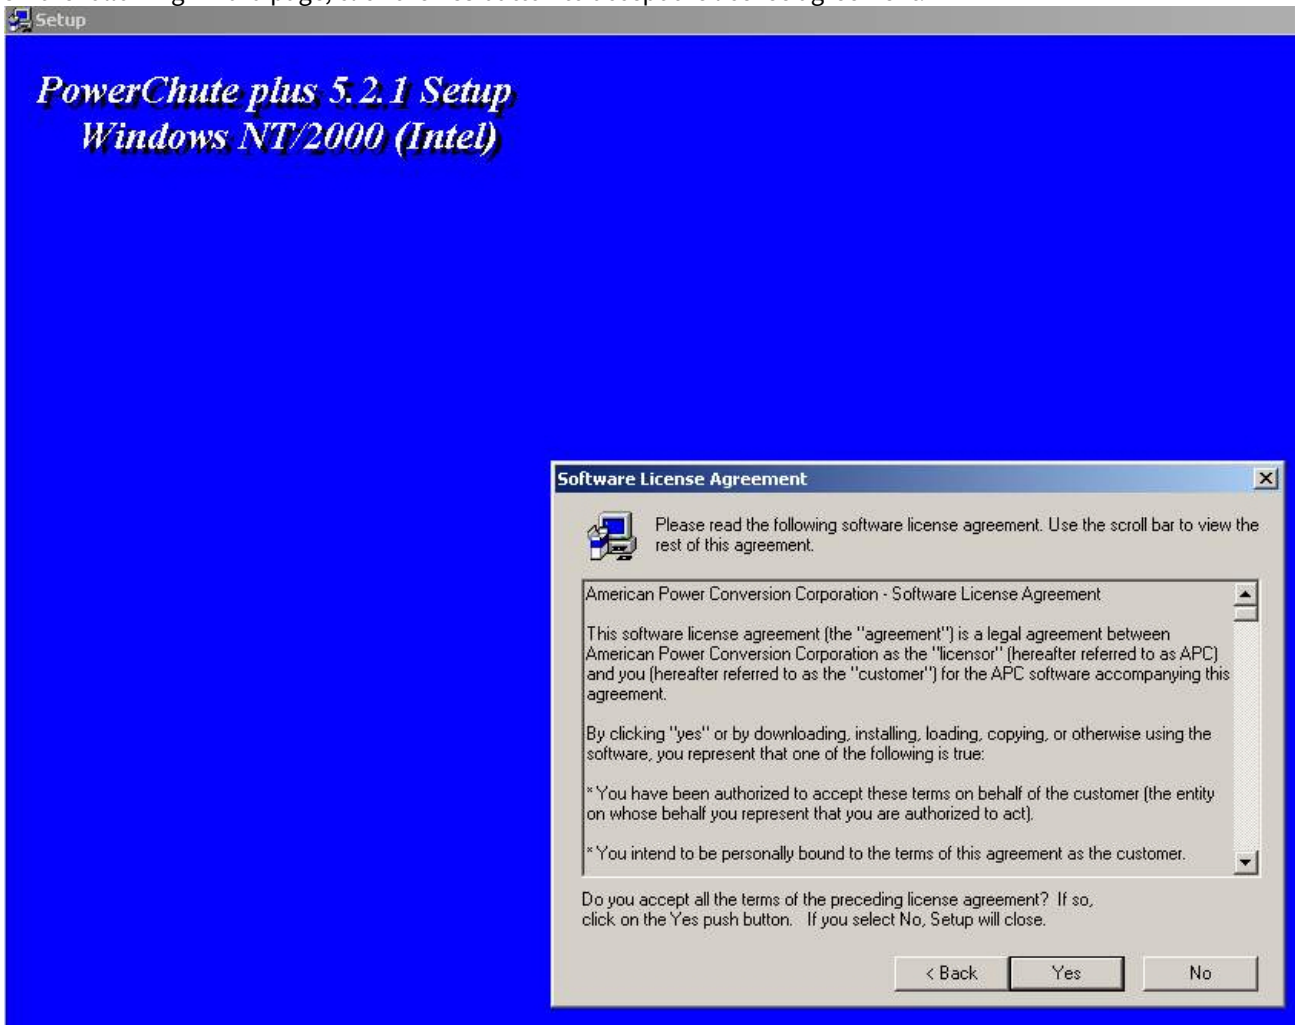 Setup
PowerChute plus 5.2.1 Setup
Windows NT/2000 (Intel)
Software License Agreement
Please read the following software license agreement. Use the scroll bar to view the
rest of this agreement.
American Power Conversion Corporation - Software License Agreement
This software license agreement (the "agreement") is a legal agreement between
American Power Conversion Corporation as the "licensor" (hereafter referred to as APC)
and you (hereafter referred to as the "customer") for the APC software accompanying this
agreement.
By clicking "yes" or by downloading, installing, loading, copying, or otherwise using the
software, you represent that one of the following is true:
* You have been authorized to accept these terms on behalf of the customer (the entity
on whose behalf you represent that you are authorized to act).
* You intend to be personally bound to the terms of this agreement as the customer.
Do you accept all the terms of the preceding license agreement? If so,
click on the Yes push button. If you select No, Setup will close.
< Back Yes No